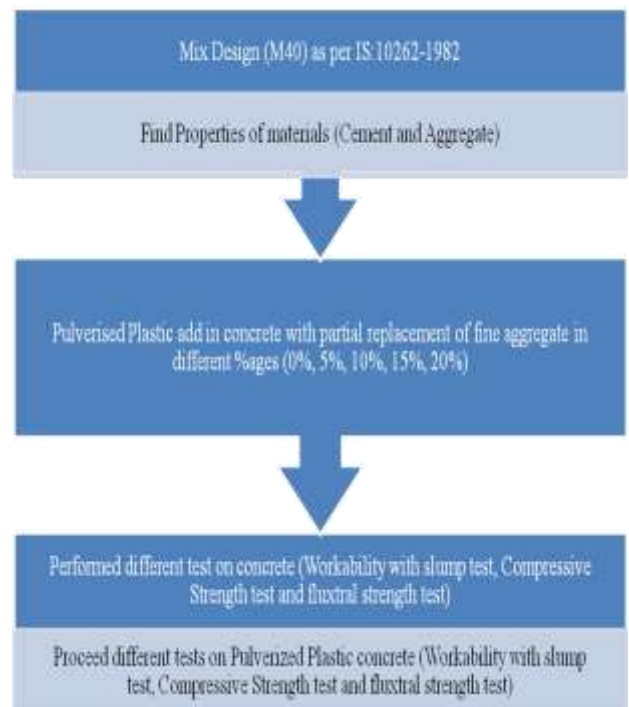 Mix Design (M40) as per IS:10262-1982
Find Properties of materials (Cement and Aggregate)
Pulverised Plastic add in concrete with partial replacement of fine aggregate in
different %ages (0%, 5%, 10%, 15%, 20%)
Performed different test on concrete (Workability with slump test, Compressive
Strength test and fluxtral strength test)
Proceed different tests on Pulverized Plastic concrete (Workability with slump
test, Compressive Strength test and fluxtral strength test)